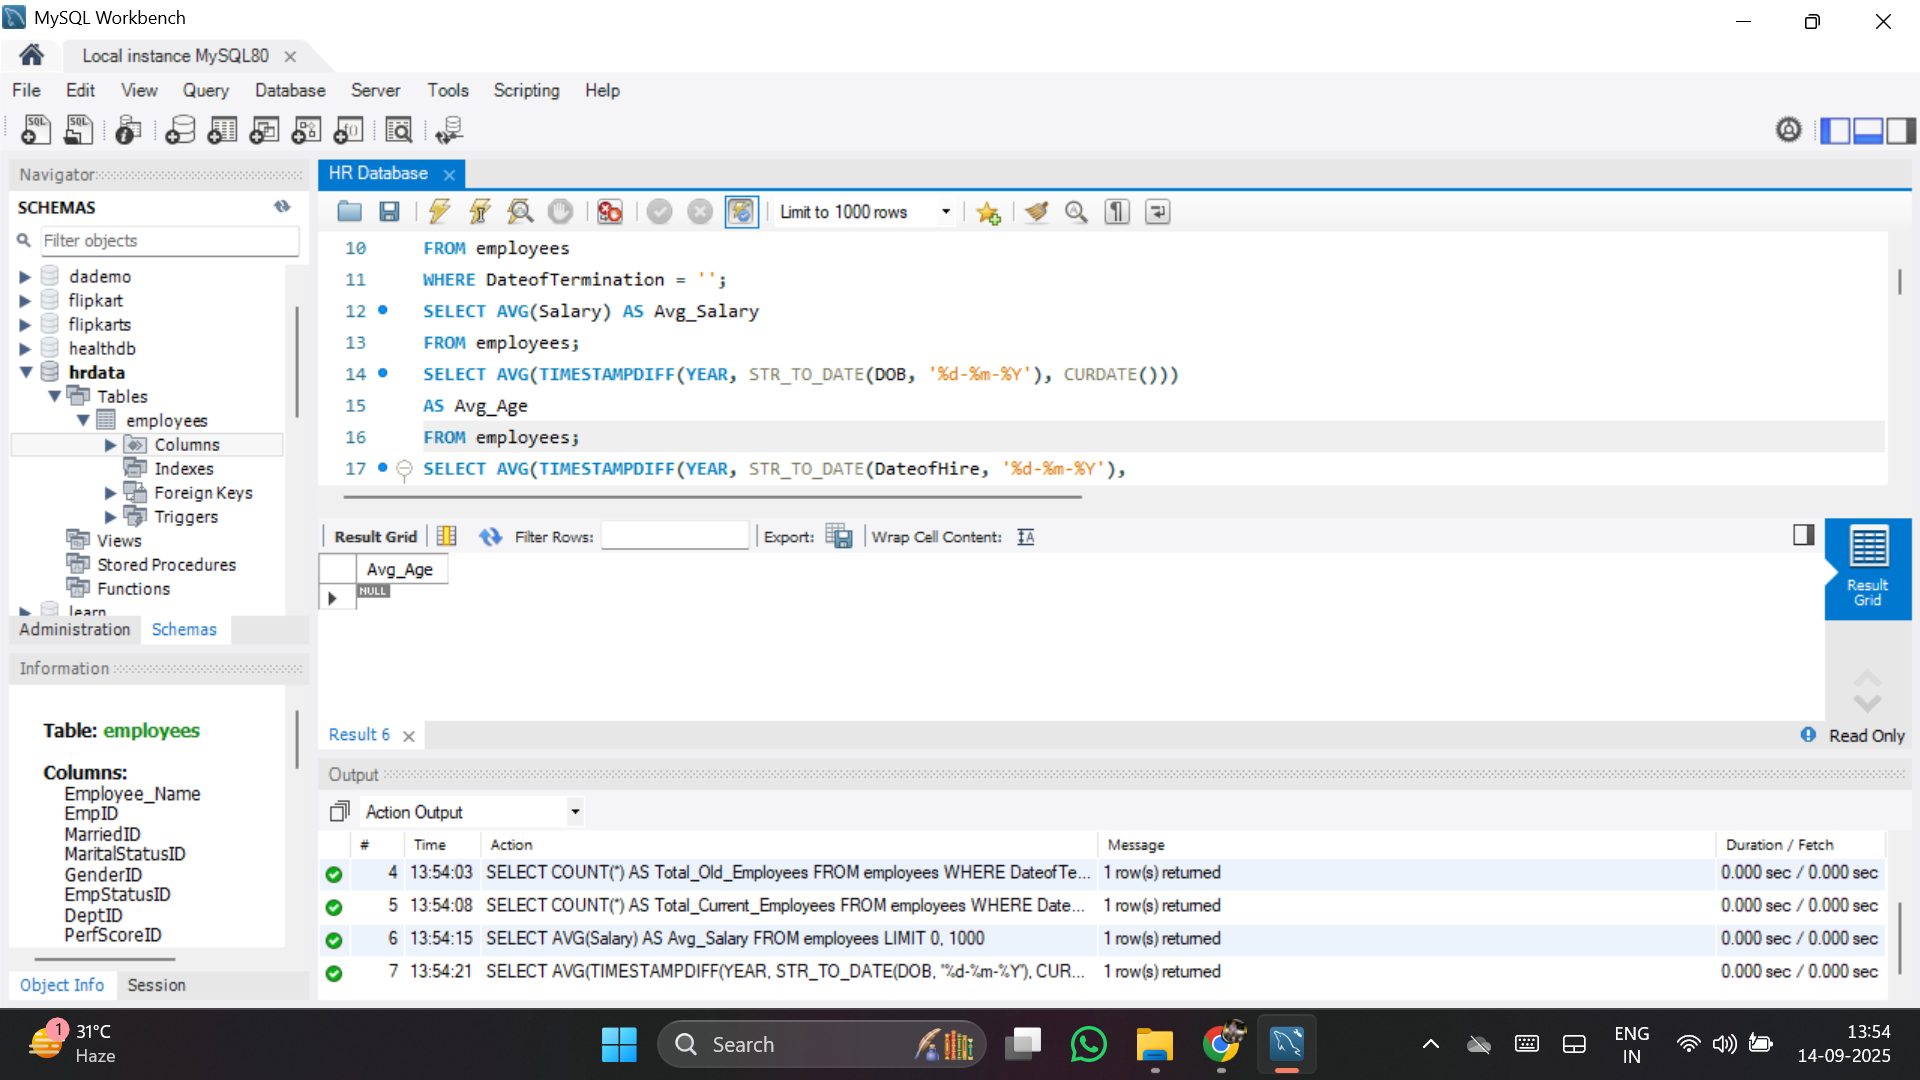 MySQL Workbench
Local instance MySQL80
File Edit View Query Database Server Tools Scripting Help
Navigator
SCHEMAS
Filter objects
dademo
flipkart
flipkarts
healthdb
hrdata
Tables
employees
Columns
Indexes
Foreign Keys
Triggers
Views
Stored Procedures
Functions
learn
Administration Schemas
Information
Table: employees
Columns:
Employee_Name
EmpID
MarriedID
MaritalStatusID
GenderID
EmpStatusID
DeptID
PerfScoreID
Object Info Session
HR Database
Limit to 1000 rows
10 FROM employees
11 WHERE DateofTermination = '';
12 SELECT AVG(Salary) AS Avg_Salary
13 FROM employees;
14 SELECT AVG(TIMESTAMPDIFF(YEAR, STR_TO_DATE(DOB, '%d-%m-%Y'), CURDATE()))
15 AS Avg_Age
16 FROM employees;
17 SELECT AVG(TIMESTAMPDIFF(YEAR, STR_TO_DATE(DateofHire, '%d-%m-%Y'),
Result Grid Filter Rows: Export: Wrap Cell Content:
Avg_Age
NULL
Result
Grid
Result 6
Read Only
Output
Action Output
# Time Action Message Duration / Fetch
4 13:54:03 SELECT COUNT(*) AS Total_Old_Employees FROM employees WHERE DateofTe... 1 row(s) returned 0.000 sec / 0.000 sec
5 13:54:08 SELECT COUNT(*) AS Total_Current_Employees FROM employees WHERE Date... 1 row(s) returned 0.000 sec / 0.000 sec
6 13:54:15 SELECT AVG(Salary) AS Avg_Salary FROM employees LIMIT 0, 1000 1 row(s) returned 0.000 sec / 0.000 sec
7 13:54:21 SELECT AVG(TIMESTAMPDIFF(YEAR, STR_TO_DATE(DOB, '%d-%m-%Y'), CUR... 1 row(s) returned 0.000 sec / 0.000 sec
1
31°C
Haze
Search
ENG
IN
13:54
14-09-2025